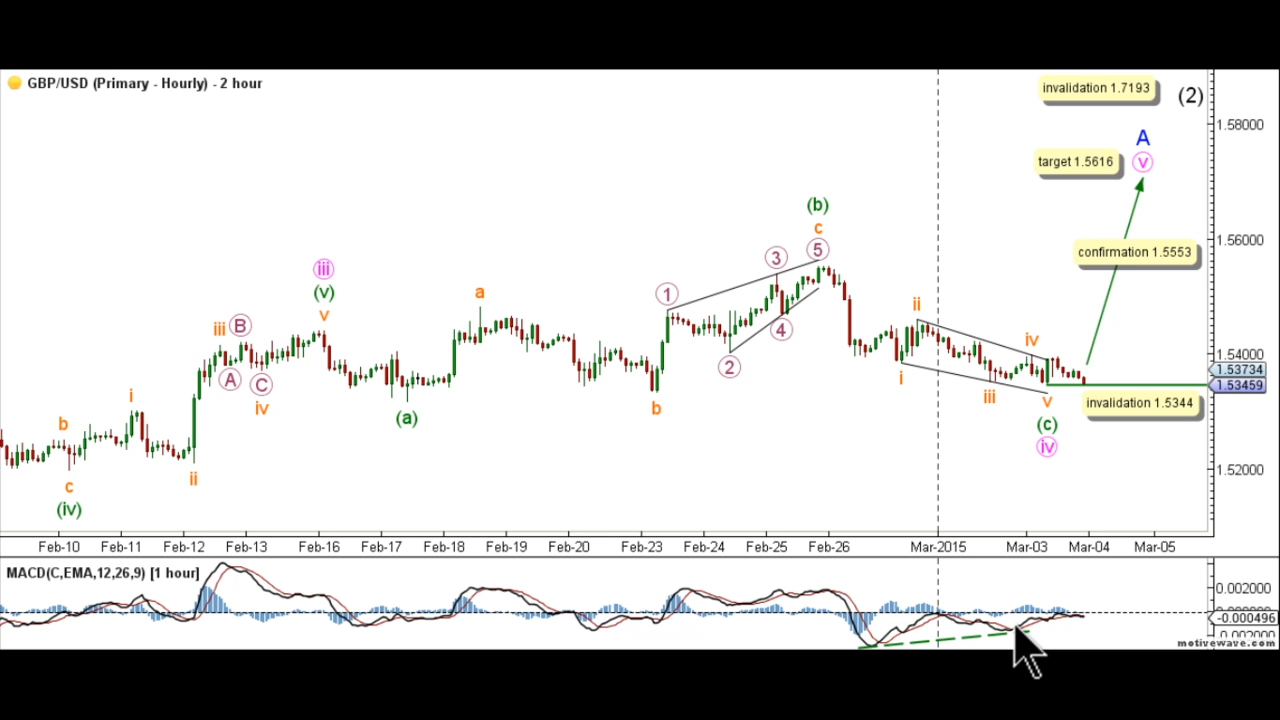 GBP/USD (Primary - Hourly) - 2 hour
invalidation 1.7193
(2)
1.58000
A
target 1.5616
v
(b)
1.56000
c
confirmation 1.5553
5
3
iii
1
a
(v)
ii
v
4
iv
iii
B
1.54000
1.53734
2
i
A
C
1.53459
i
b
iii
v
invalidation 1.5344
b
iv
(a)
(c)
iv
1.52000
c
ii
(iv)
Feb-10 Feb-11 Feb-12 Feb-13 Feb-16 Feb-17 Feb-18 Feb-19 Feb-20 Feb-23 Feb-24 Feb-25 Feb-26 Mar-2015 Mar-03 Mar-04 Mar-05
MACD(C,EMA,12,26,9) [1 hour]
0.002000
-0.000496
motivewave.com